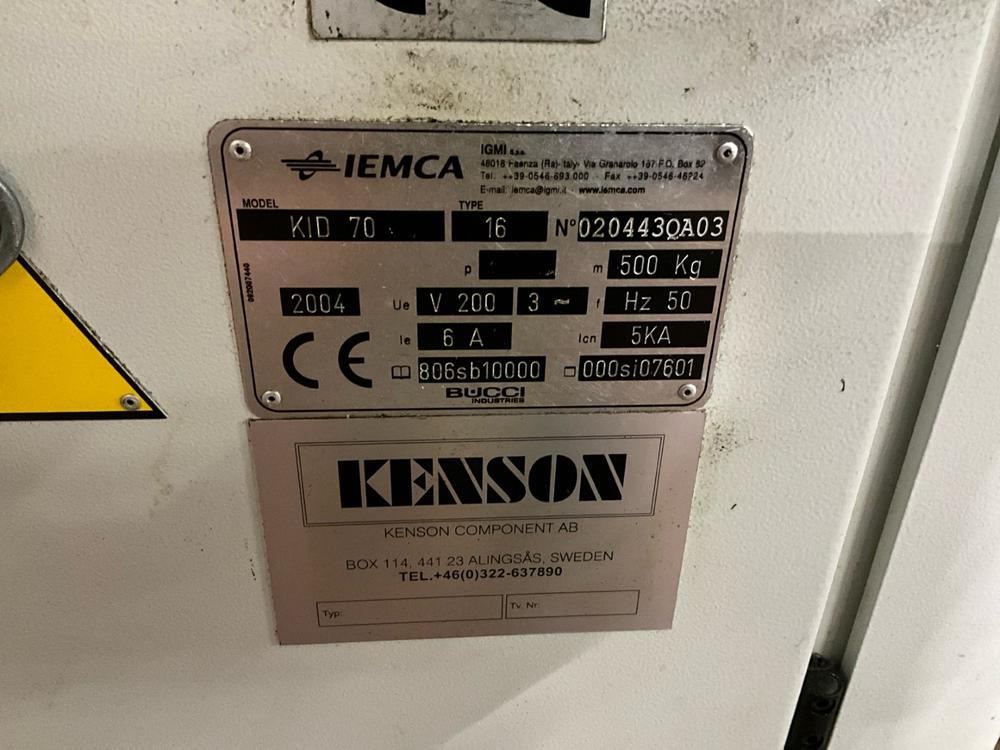 IEMCA
IGMI s.p.a.
48018 Faenza (Ra)-Italy- Via Granarolo 167 P.O. Box 52
Tel. ++39-0546-693.000 - Fax ++39-0546-46224
E-mail: iemca@igmi.it - www.iemca.com
MODEL TYPE
KID 70 16 N° 020443QA03
p m 500 Kg
2004 Ue V 200 3 ~ f Hz 50
Ie 6 A Icn 5KA
CE 806sb10000 000si07601
BUCCI
INDUSTRIES
KENSON
KENSON COMPONENT AB
BOX 114, 441 23 ALINGSÅS, SWEDEN
TEL.+46(0)322-637890
Typ: Tv. Nr: